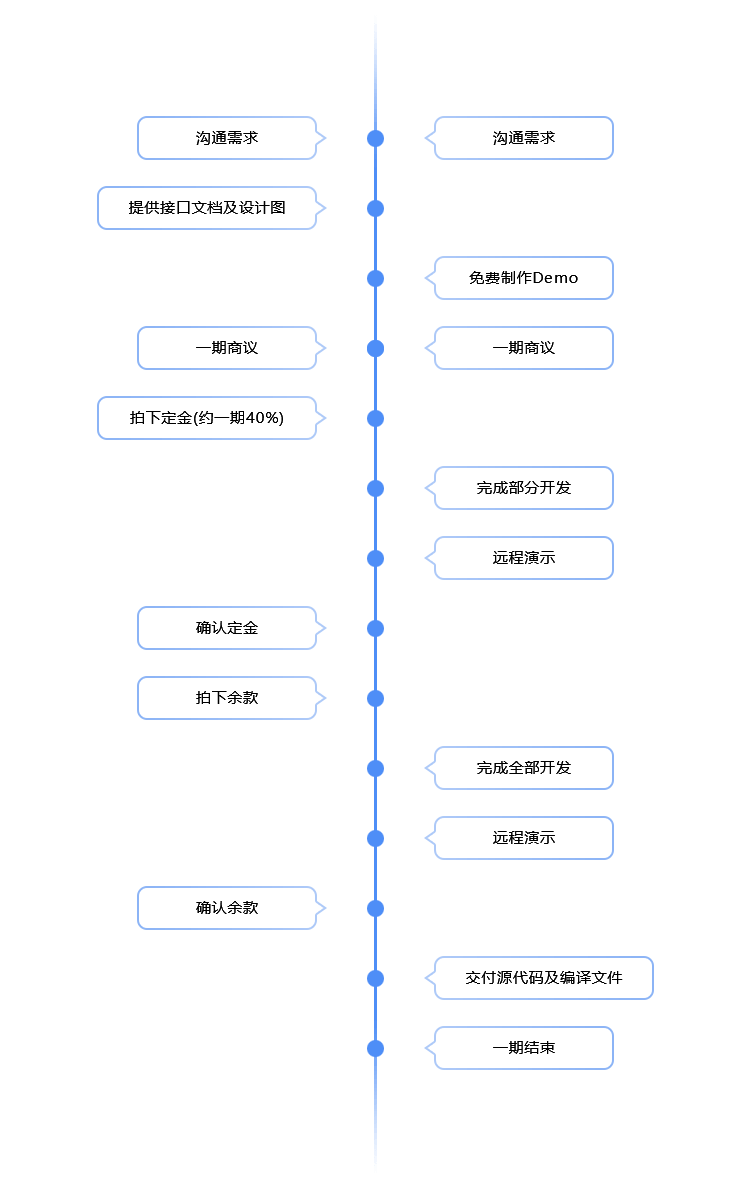 沟通需求
沟通需求
提供接口文档及设计图
免费制作Demo
一期商议
一期商议
拍下定金(约一期40%)
完成部分开发
远程演示
确认定金
拍下余款
完成全部开发
远程演示
确认余款
交付源代码及编译文件
一期结束